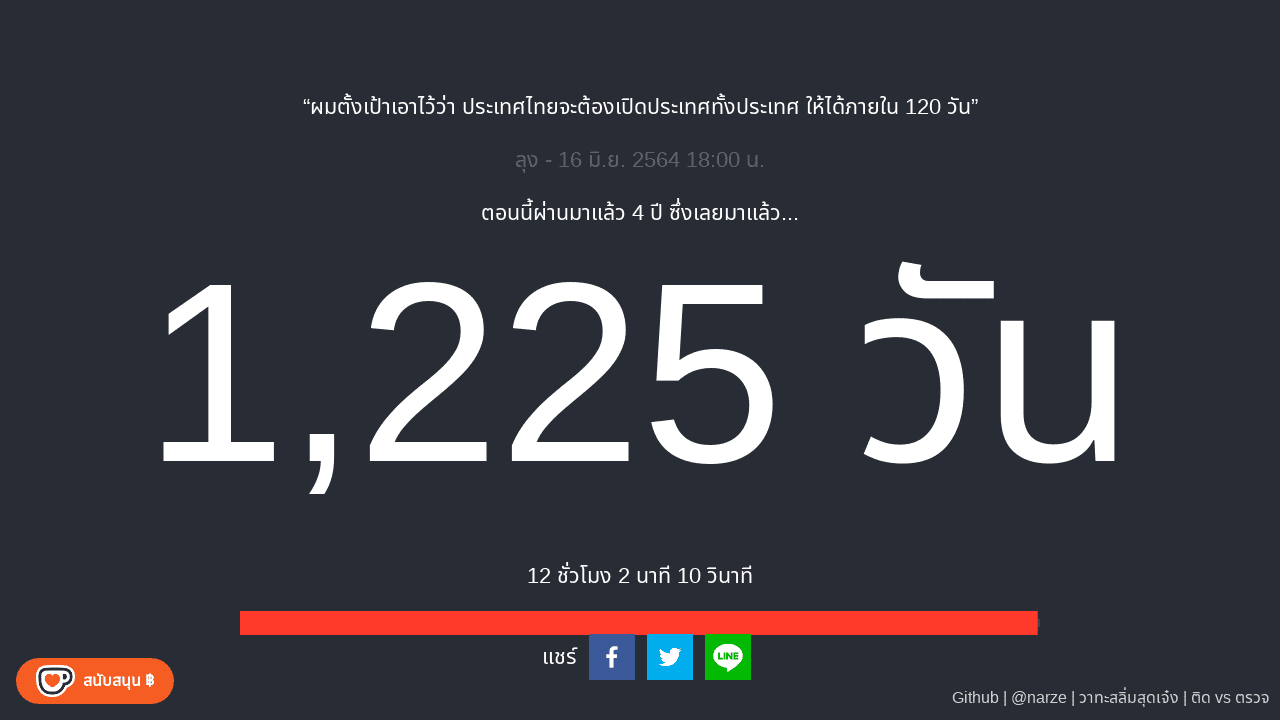 “ผมตั้งเป้าเอาไว้ว่า ประเทศไทยจะต้องเปิดประเทศทั้งประเทศ ให้ได้ภายใน 120 วัน”
ลุง - 16 มิ.ย. 2564 18:00 น.
ตอนนี้ผ่านมาแล้ว 4 ปี ซึ่งเลยมาแล้ว...
1,225 วัน
12 ชั่วโมง 2 นาที 10 วินาที
แชร์ LINE
สนับสนุน ฿
Github | @narze | วาทะสลิ่มสุดเจ๋ง | ติด vs ตรวจ